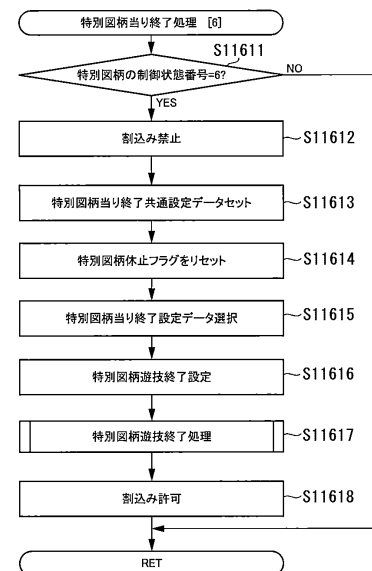 特別図柄当り終了処理 [6]
S11611
特別図柄の制御状態番号=6?
NO
YES
割込み禁止
S11612
特別図柄当り終了共通設定データセット
S11613
特別図柄休止フラグをリセット
S11614
特別図柄当り終了設定データ選択
S11615
特別図柄遊技終了設定
S11616
特別図柄遊技終了処理
S11617
割込み許可
S11618
RET